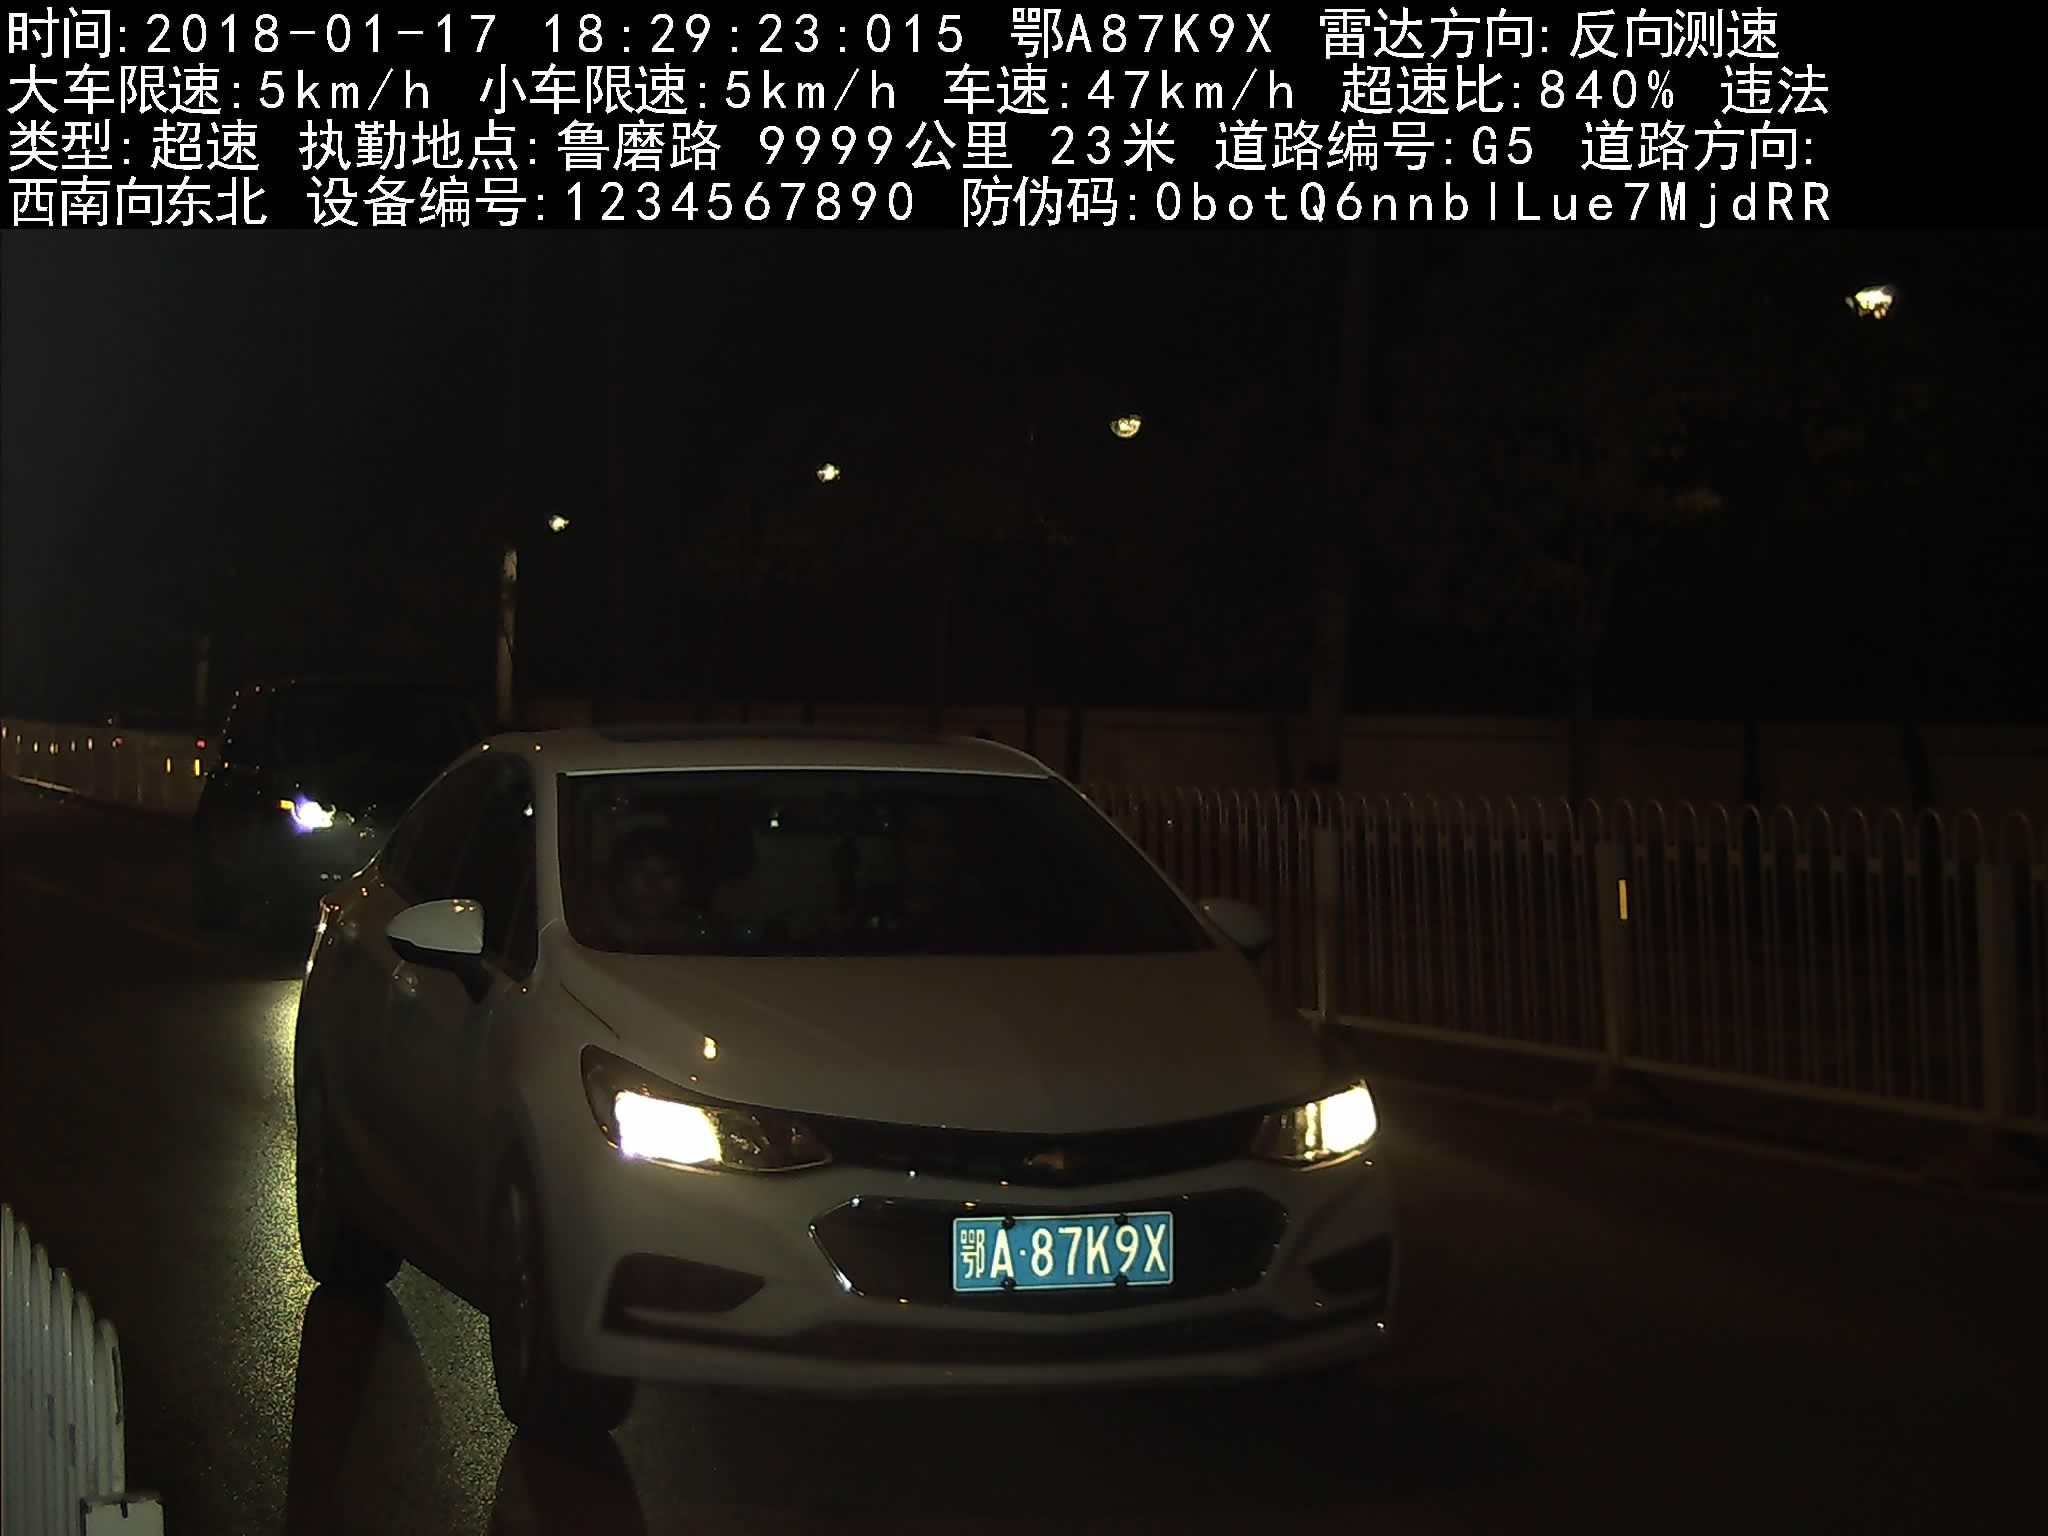 时间:2018-01-17 18:29:23:015 鄂A87K9X 雷达方向:反向测速
大车限速:5km/h 小车限速:5km/h 车速:47km/h 超速比:840% 违法
类型:超速 执勤地点:鲁磨路 9999公里 23米 道路编号:G5 道路方向:
西南向东北 设备编号:1234567890 防伪码:0botQ6nnblLue7MjdRR
鄂A·87K9X